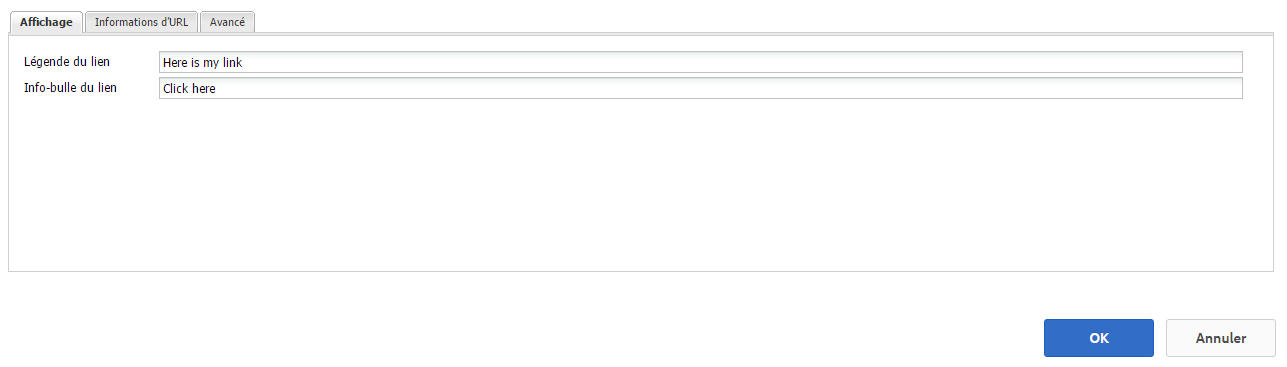 Affichage Informations d'URL Avancé
Légende du lien Here is my link
Info-bulle du lien Click here
OK Annuler